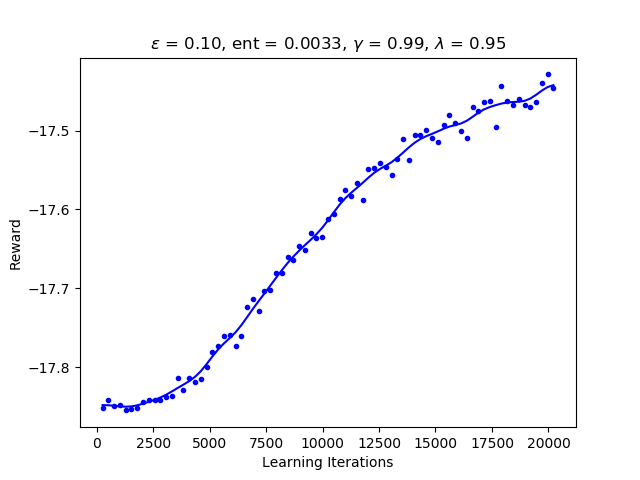 ε = 0.10, ent = 0.0033, γ = 0.99, λ = 0.95
−17.5
−17.6
−17.7
−17.8
Reward
0 2500 5000 7500 10000 12500 15000 17500 20000
Learning Iterations